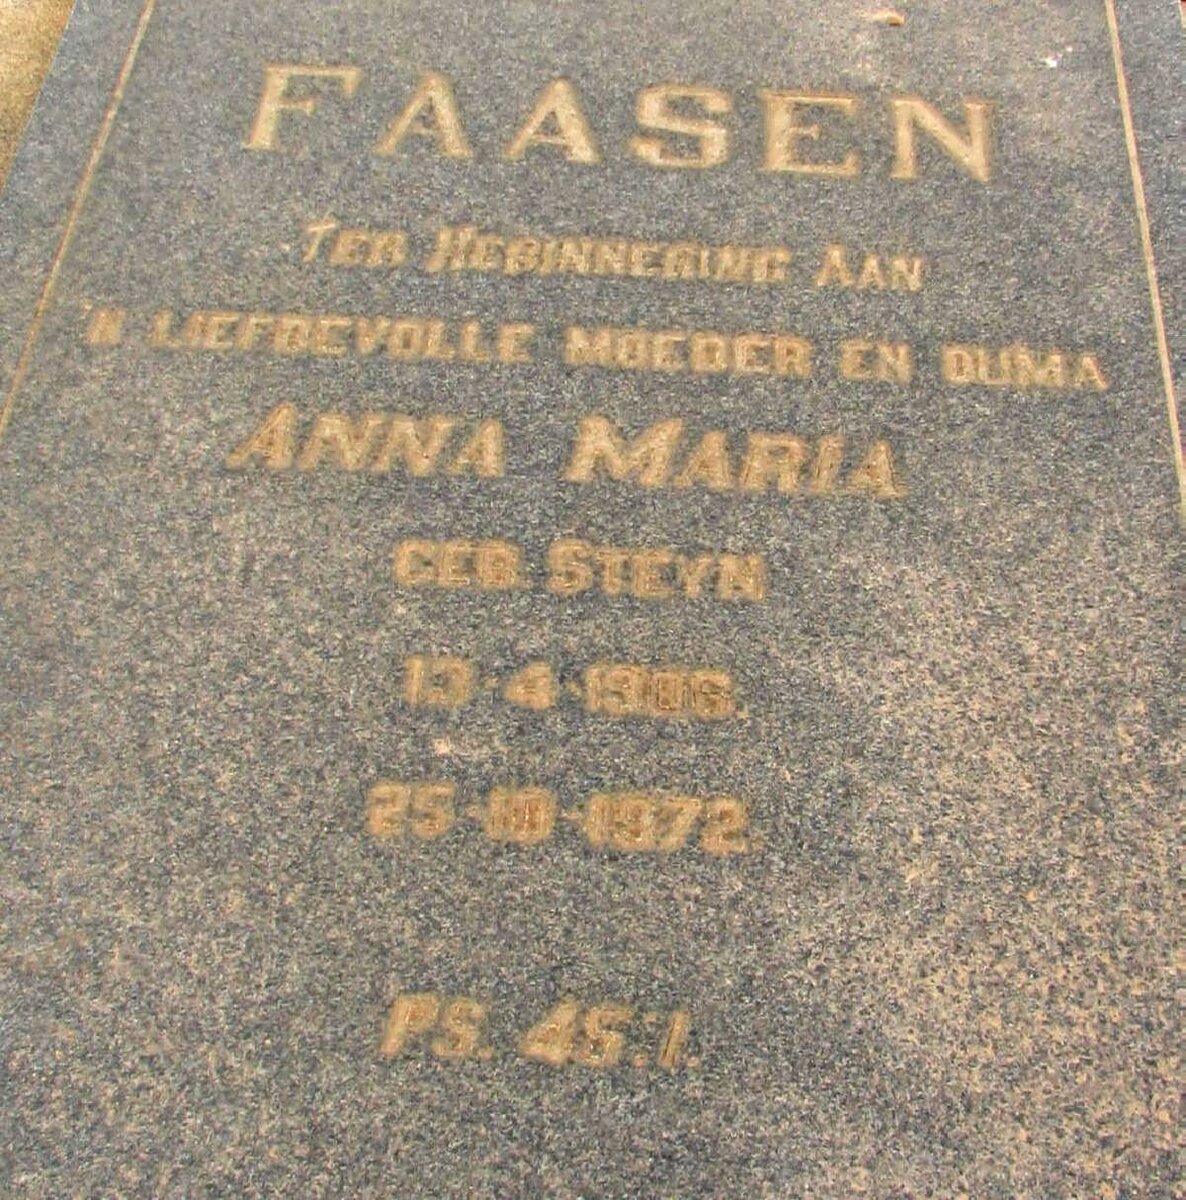 FAASEN
TER HERINNERING AAN
'N LIEFDEVOLLE MOEDER EN OUMA
ANNA MARIA
GEB. STEYN
13-4-1906.
25-10-1972.
PS. 45:1.